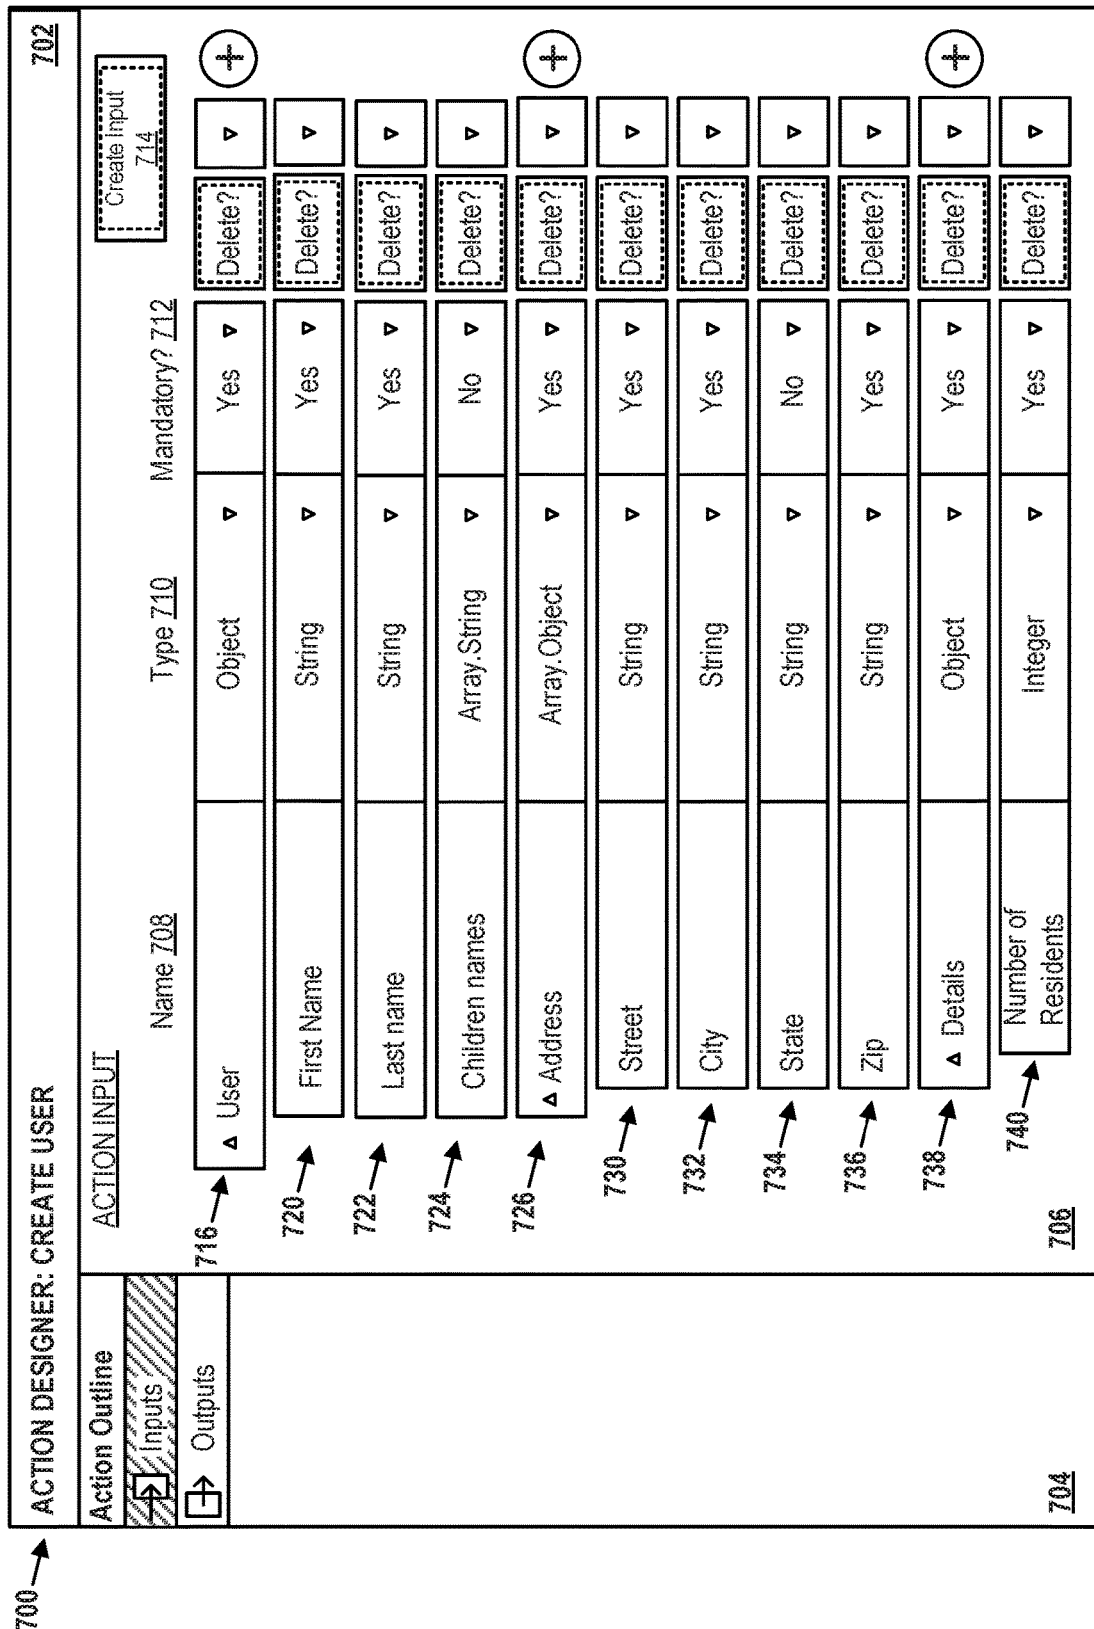 700
ACTION DESIGNER: CREATE USER
702
Action Outline
Inputs
Outputs
704
ACTION INPUT
Create Input
714
Name 708
Type 710
Mandatory? 712
716
User
Object
Yes
Delete?
720
First Name
String
Yes
Delete?
722
Last name
String
Yes
Delete?
724
Children names
Array.String
No
Delete?
726
Address
Array.Object
Yes
Delete?
730
Street
String
Yes
Delete?
732
City
String
Yes
Delete?
734
State
String
No
Delete?
736
Zip
String
Yes
Delete?
738
Details
Object
Yes
Delete?
740
Number of
Residents
Integer
Yes
Delete?
706